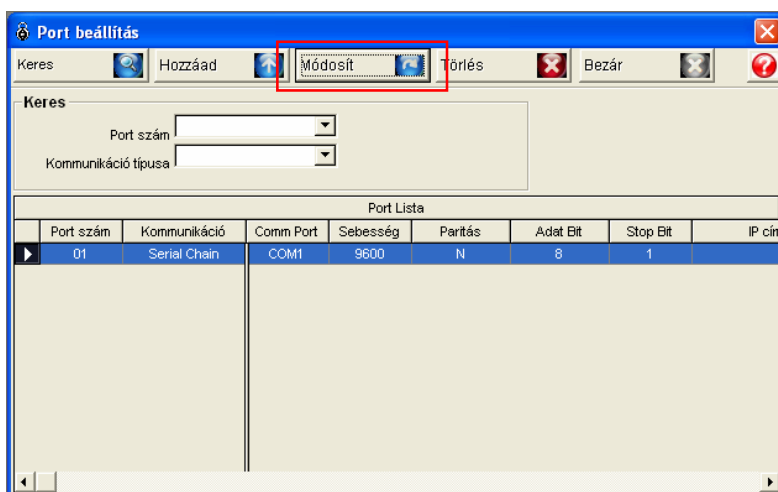 Port beállítás
Keres Hozzáad Módosít Törlés Bezár ?
Keres
Port szám
Kommunikáció típusa
Port Lista
Port szám Kommunikáció Comm Port Sebesség Paritás Adat Bit Stop Bit IP cím
01 Serial Chain COM1 9600 N 8 1